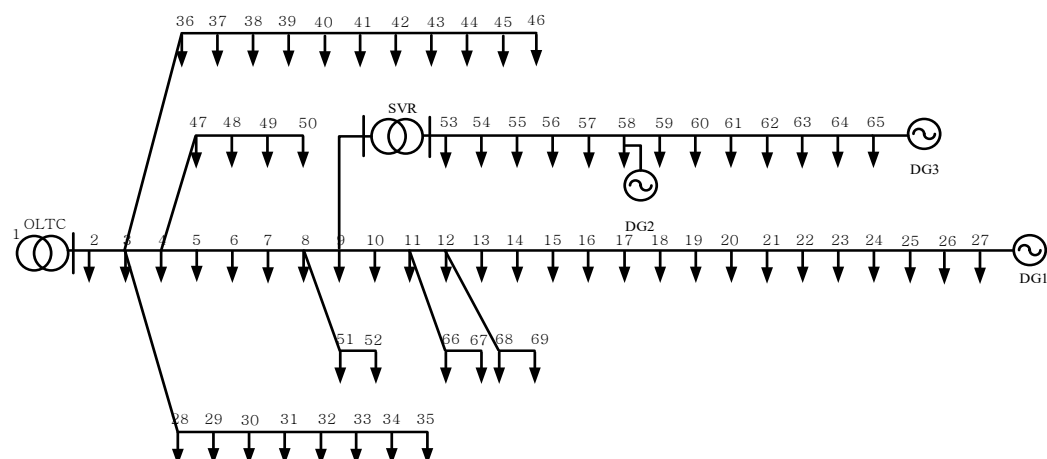 36 37 38 39 40 41 42 43 44 45 46
SVR
47 48 49 50 53 54 55 56 57 58 59 60 61 62 63 64 65
DG3
DG2
1 OLTC
2 3 4 5 6 7 8 9 10 11 12 13 14 15 16 17 18 19 20 21 22 23 24 25 26 27
DG1
51 52 66 67 68 69
28 29 30 31 32 33 34 35